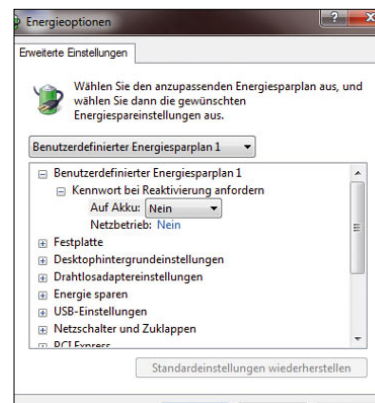 Energieoptionen
Erweiterte Einstellungen
Wählen Sie den anzupassenden Energiesparplan aus, und
wählen Sie dann die gewünschten
Energiespareinstellungen aus.
Benutzerdefinierter Energiesparplan 1
Benutzerdefinierter Energiesparplan 1
Kennwort bei Reaktivierung anfordern
Auf Akku: Nein
Netzbetrieb: Nein
Festplatte
Desktophintergrundeinstellungen
Drahtlosadaptereinstellungen
Energie sparen
USB-Einstellungen
Netzschalter und Zuklappen
PCI Express
Standardeinstellungen wiederherstellen